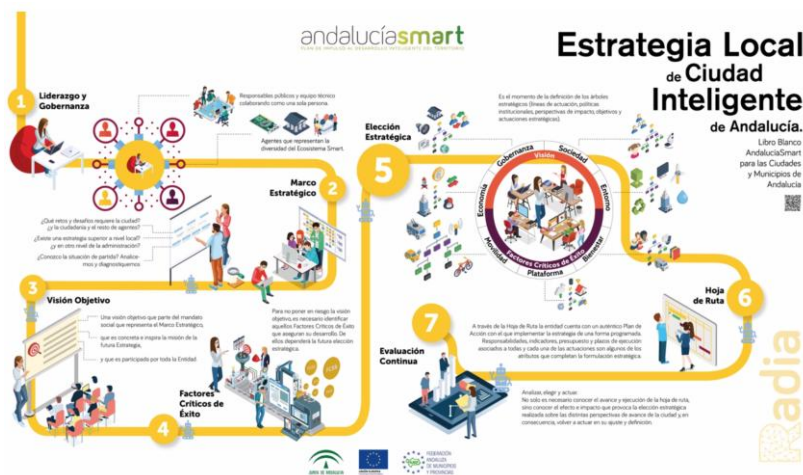 andalucíasmart
PLAN DE IMPULSO AL DESARROLLO INTELIGENTE DEL TERRITORIO
Estrategia Local
de Ciudad
Inteligente
de Andalucía.
Libro Blanco
AndalucíaSmart
para las Ciudades
y Municipios de
Andalucia
1
Liderazgo y
Gobernanza
Responsables públicos y equipo técnico
colaborando como una sola persona.
Agentes que representan la
diversidad del Ecosistema Smart.
2
Marco
Estratégico
¿Qué retos y desafíos requiere la ciudad?
¿y la ciudadanía y el resto de agentes?
¿Existe una estrategia superior a nivel local?
¿y en otro nivel de la administración?
¿Conozco la situación de partida? Analice-
mos y diagnostiquemos
3
Visión Objetivo
Una visión objetivo que parte del mandato
social que representa el Marco Estratégico,
que es concreta e inspira la misión de la
futura Estrategia,
y que es participada por toda la Entidad
4
Factores
Críticos de
Éxito
Para no poner en riesgo la visión
objetivo, es necesario identificar
aquellos Factores Críticos de Éxito
que aseguran su desarrollo. De
ellos dependerá la futura elección
estratégica.
5
Elección
Estratégica
Es el momento de la definición de los árboles
estratégicos (líneas de actuación, políticas
institucionales, perspectivas de impacto, objetivos y
actuaciones estratégicas).
Visión
Factores Críticos de Éxito
Gobernanza
Sociedad
Entorno
Bienestar
Plataforma
Movilidad
Economía
6
Hoja
de Ruta
A través de la Hoja de Ruta la entidad cuenta con un auténtico Plan de
Acción con el que implementar la estrategia de una forma programada.
Responsabilidades, indicadores, presupuesto y plazos de ejecución
asociados a todas y cada una de las actuaciones son algunos de los
atributos que completan la formulación estratégica.
7
Evaluación
Continua
Analizar, elegir y actuar.
No solo es necesario conocer el avance y ejecución de la hoja de ruta,
sino conocer el efecto e impacto que provoca la elección estratégica
realizada sobre las distintas perspectivas de avance de la ciudad y, en
consecuencia, volver a actuar en su ajuste y definición.
Radia
JUNTA DE ANDALUCIA
UNIÓN EUROPEA
FEDERACIÓN
ANDALUZA
DE MUNICIPIOS
Y PROVINCIAS